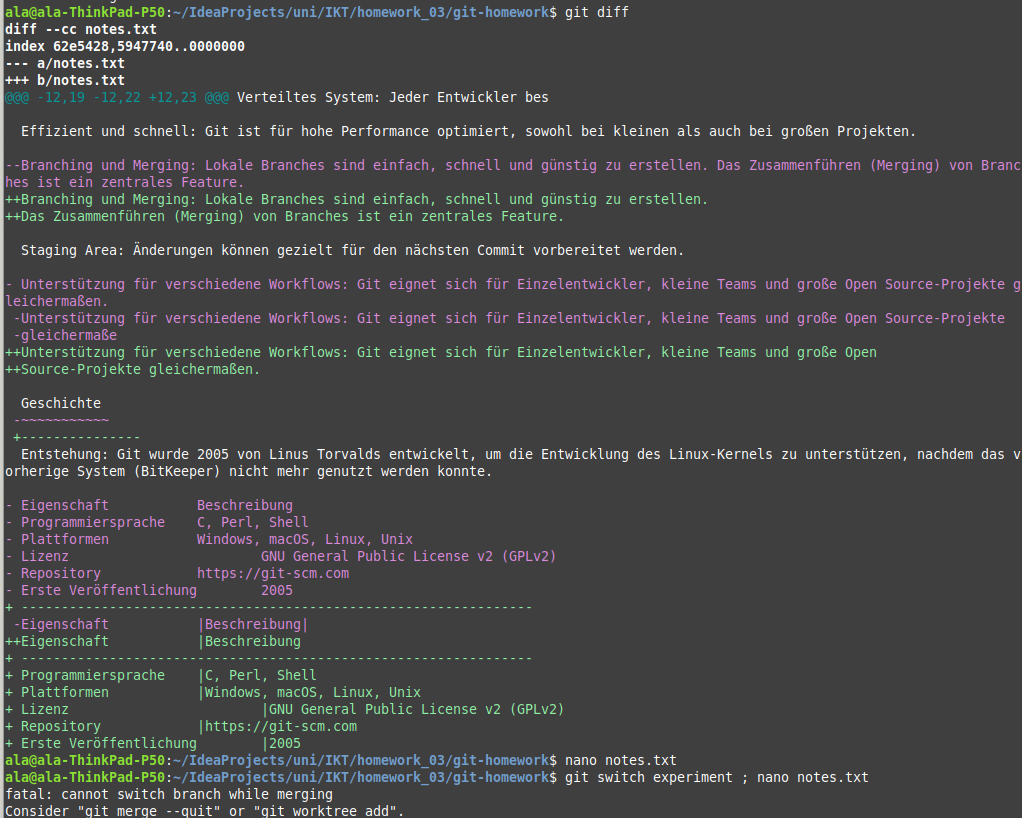 ala@ala-ThinkPad-P50:~/IdeaProjects/uni/IKT/homework_03/git-homework$ git diff
diff --cc notes.txt
index 62e5428,5947740..0000000
--- a/notes.txt
+++ b/notes.txt
@@@ -12,19 -12,22 +12,23 @@@ Verteiltes System: Jeder Entwickler bes
  Effizient und schnell: Git ist für hohe Performance optimiert, sowohl bei kleinen als auch bei großen Projekten.
--Branching und Merging: Lokale Branches sind einfach, schnell und günstig zu erstellen. Das Zusammenführen (Merging) von Branc
hes ist ein zentrales Feature.
++Branching und Merging: Lokale Branches sind einfach, schnell und günstig zu erstellen.
++Das Zusammenführen (Merging) von Branches ist ein zentrales Feature.
  Staging Area: Änderungen können gezielt für den nächsten Commit vorbereitet werden.
- Unterstützung für verschiedene Workflows: Git eignet sich für Einzelentwickler, kleine Teams und große Open Source-Projekte g
leichermaßen.
 -Unterstützung für verschiedene Workflows: Git eignet sich für Einzelentwickler, kleine Teams und große Open Source-Projekte
 -gleichermaße
++Unterstützung für verschiedene Workflows: Git eignet sich für Einzelentwickler, kleine Teams und große Open
++Source-Projekte gleichermaßen.
  Geschichte
 -~~~~~~~~~~~
 +---------------
  Entstehung: Git wurde 2005 von Linus Torvalds entwickelt, um die Entwicklung des Linux-Kernels zu unterstützen, nachdem das v
orherige System (BitKeeper) nicht mehr genutzt werden konnte.
- Eigenschaft           Beschreibung
- Programmiersprache    C, Perl, Shell
- Plattformen           Windows, macOS, Linux, Unix
- Lizenz                        GNU General Public License v2 (GPLv2)
- Repository            https://git-scm.com
- Erste Veröffentlichung        2005
+ ----------------------------------------------------------------
 -Eigenschaft           |Beschreibung|
++Eigenschaft           |Beschreibung
+ ----------------------------------------------------------------
+ Programmiersprache    |C, Perl, Shell
+ Plattformen           |Windows, macOS, Linux, Unix
+ Lizenz                        |GNU General Public License v2 (GPLv2)
+ Repository            |https://git-scm.com
+ Erste Veröffentlichung        |2005
ala@ala-ThinkPad-P50:~/IdeaProjects/uni/IKT/homework_03/git-homework$ nano notes.txt
ala@ala-ThinkPad-P50:~/IdeaProjects/uni/IKT/homework_03/git-homework$ git switch experiment ; nano notes.txt
fatal: cannot switch branch while merging
Consider "git merge --quit" or "git worktree add".